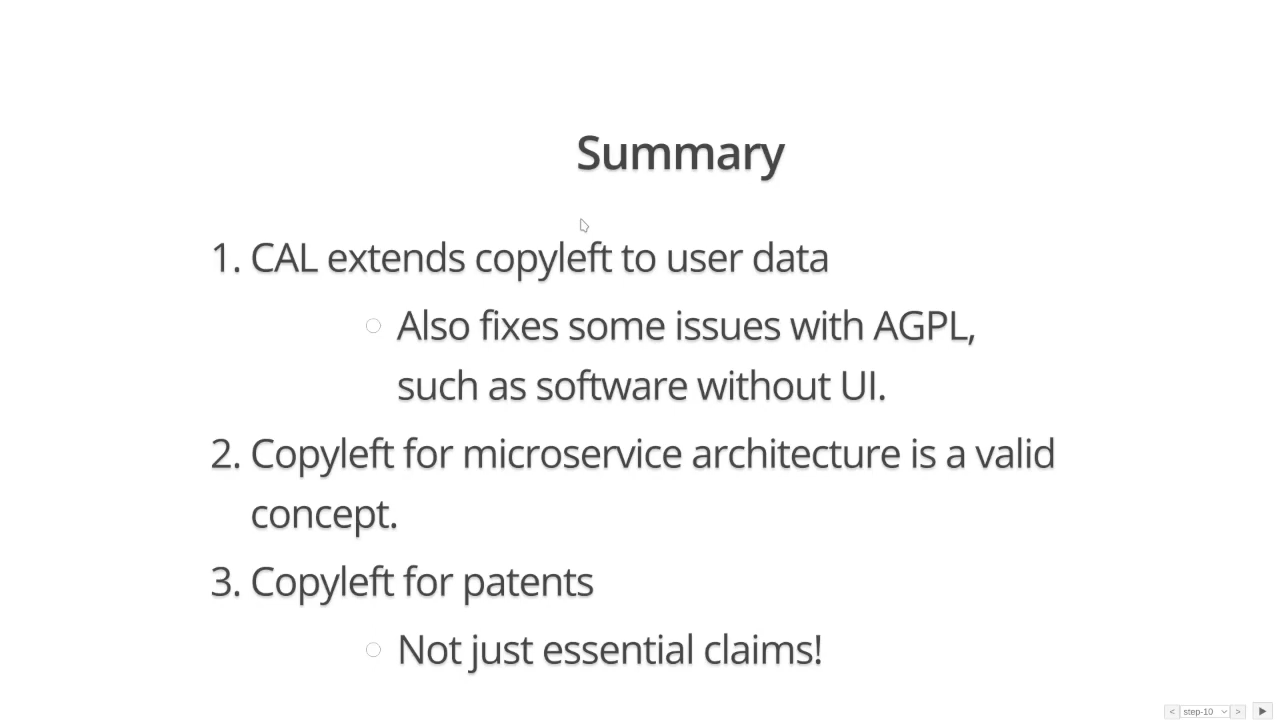 Summary
1. CAL extends copyleft to user data
Also fixes some issues with AGPL,
such as software without UI.
2. Copyleft for microservice architecture is a valid
concept.
3. Copyleft for patents
Not just essential claims!
< step-10 >